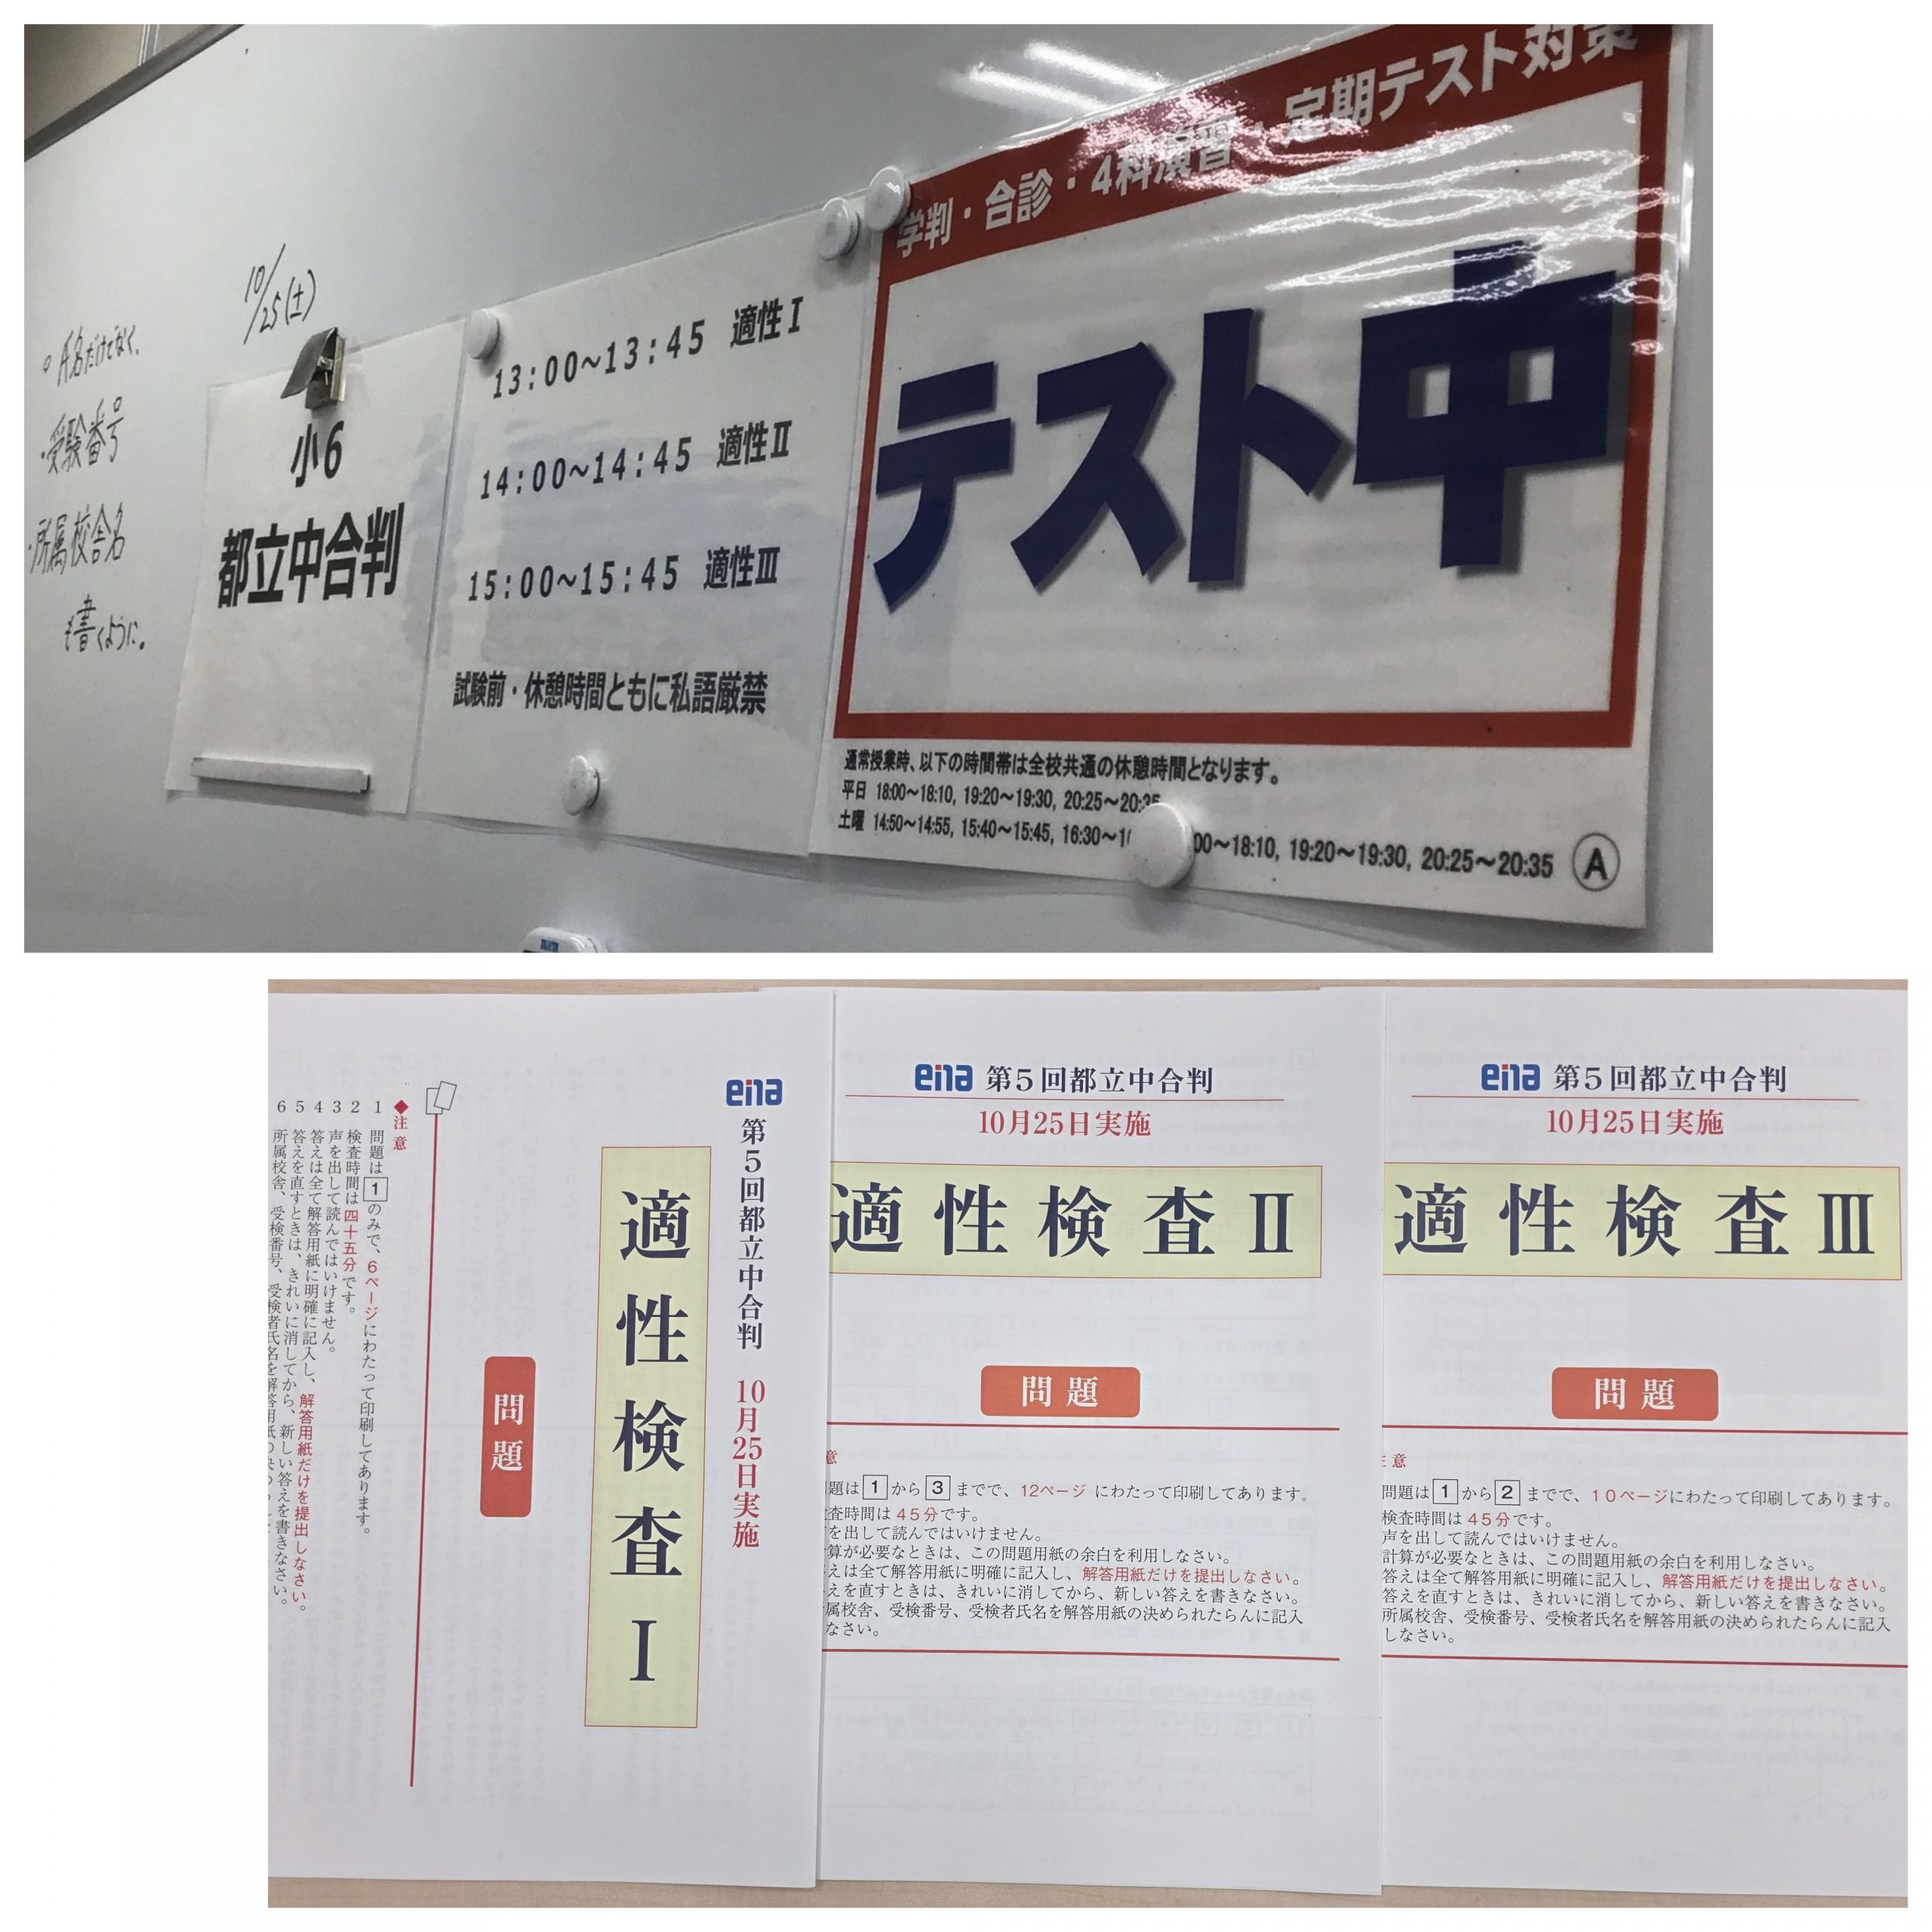 。氏名だけでなく、
・受験番号
・所属校舎名
も書くように。
10/25(土)
小6
都立中合判
13:00~13:45 適性Ⅰ
14:00~14:45 適性Ⅱ
15:00~15:45 適性Ⅲ
試験前・休憩時間ともに私語厳禁
学判・合診・4科演習・定期テスト対策
テスト中
通常授業時、以下の時間帯は全校共通の休憩時間となります。
平日 18:00～18:10, 19:20～19:30, 20:25～20:35
土曜 14:50～14:55, 15:40～15:45, 16:30～1 00～18:10, 19:20～19:30, 20:25～20:35 Ⓐ
ena 第5回都立中合判 10月25日実施
適性検査Ⅰ
問題
◆注意
1 問題は1のみで、6ページにわたって印刷してあります。
2 検査時間は四十五分です。
3 声を出して読んではいけません。
4 答えは全て解答用紙に明確に記入し、解答用紙だけを提出しなさい。
5 答えを直すときは、きれいに消してから、新しい答えを書きなさい。
6 所属校舎、受検番号、受検者氏名を解答用紙の決め
ena 第5回都立中合判
10月25日実施
適性検査Ⅱ
問題
意
題は1から3までで、12ページにわたって印刷してあります。
査時間は45分です。
を出して読んではいけません。
算が必要なときは、この問題用紙の余白を利用しなさい。
えは全て解答用紙に明確に記入し、解答用紙だけを提出しなさい。
えを直すときは、きれいに消してから、新しい答えを書きなさい。
属校舎、受検番号、受検者氏名を解答用紙の決められたらんに記入
なさい。
ena 第5回都立中合判
10月25日実施
適性検査Ⅲ
問題
意
問題は1から2までで、10ページにわたって印刷してあります。
検査時間は45分です。
声を出して読んではいけません。
計算が必要なときは、この問題用紙の余白を利用しなさい。
答えは全て解答用紙に明確に記入し、解答用紙だけを提出しなさい。
答えを直すときは、きれいに消してから、新しい答えを書きなさい。
所属校舎、受検番号、受検者氏名を解答用紙の決められたらんに記入
しなさい。